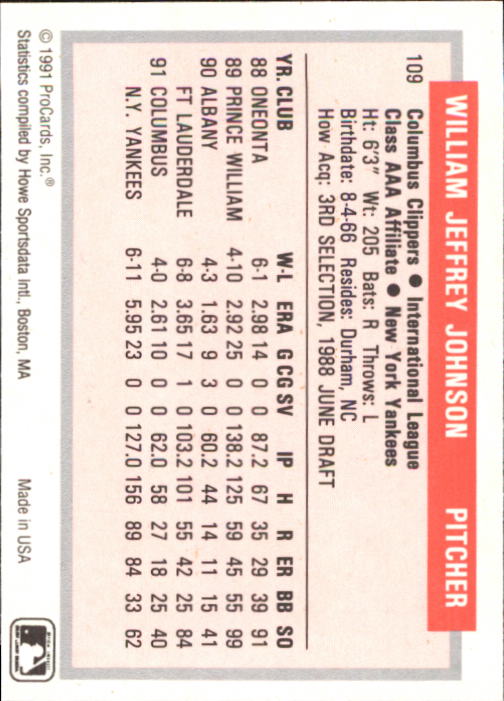 WILLIAM JEFFREY JOHNSON PITCHER
109 Columbus Clippers ● International League
Class AAA Affiliate ● New York Yankees
Ht: 6'3" Wt: 205 Bats: R Throws: L
Birthdate: 8-4-66 Resides: Durham, NC
How Acq: 3RD SELECTION, 1988 JUNE DRAFT
YR. CLUB W-L ERA G CG SV IP H R ER BB SO
88 ONEONTA 6-1 2.98 14 0 0 87.2 67 35 29 39 91
89 PRINCE WILLIAM 4-10 2.92 25 0 0 138.2 125 59 45 55 99
90 ALBANY 4-3 1.63 9 3 0 60.2 44 14 11 15 41
FT LAUDERDALE 6-8 3.65 17 1 0 103.2 101 55 42 25 84
91 COLUMBUS 4-0 2.61 10 0 0 62.0 58 27 18 25 40
N.Y. YANKEES 6-11 5.95 23 0 0 127.0 156 89 84 33 62
© 1991 ProCards, Inc.® Made in USA
Statistics compiled by Howe Sportsdata Intl., Boston, MA